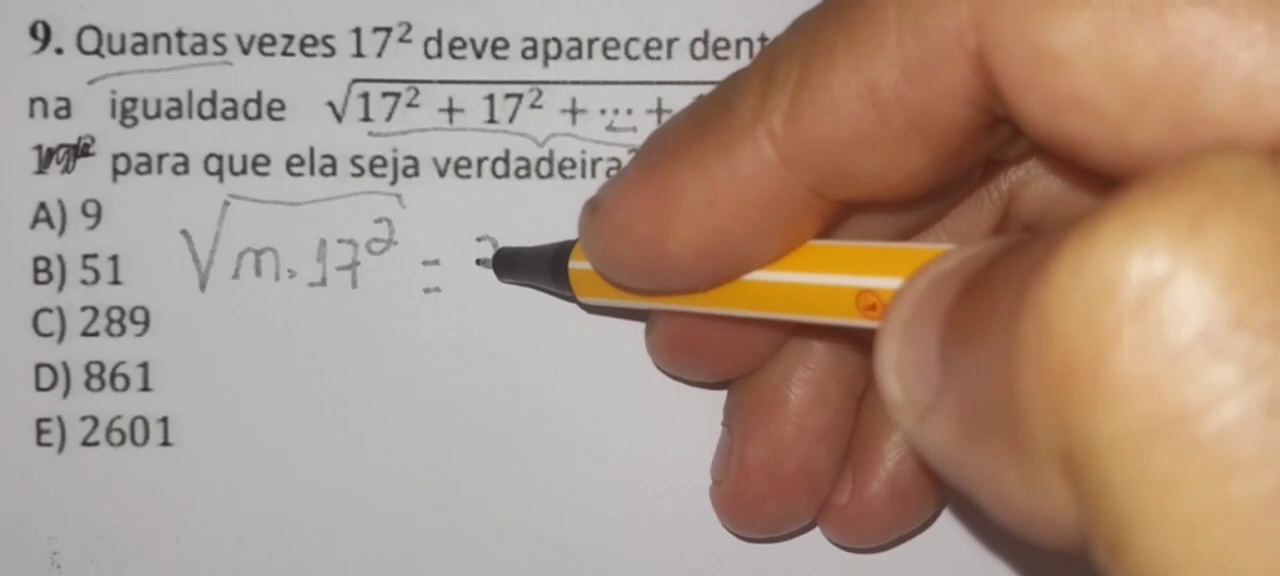 9. Quantas vezes 17² deve aparecer
na igualdade √17² + 17² + ... +
para que ela seja verdadeira?
A) 9
√m.17² =
B) 51
C) 289
D) 861
E) 2601